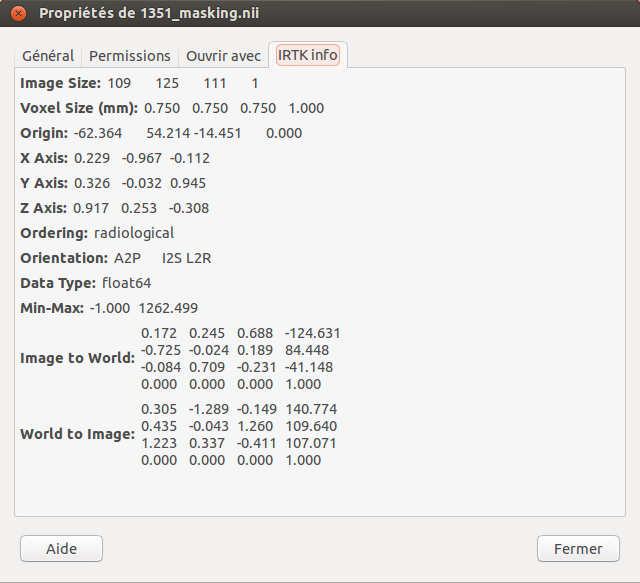 Propriétés de 1351_masking.nii
Général Permissions Ouvrir avec IRTK info
Image Size: 109 125 111 1
Voxel Size (mm): 0.750 0.750 0.750 1.000
Origin: -62.364 54.214 -14.451 0.000
X Axis: 0.229 -0.967 -0.112
Y Axis: 0.326 -0.032 0.945
Z Axis: 0.917 0.253 -0.308
Ordering: radiological
Orientation: A2P I2S L2R
Data Type: float64
Min-Max: -1.000 1262.499
Image to World:
0.172 0.245 0.688 -124.631
-0.725 -0.024 0.189 84.448
-0.084 0.709 -0.231 -41.148
0.000 0.000 0.000 1.000
World to Image:
0.305 -1.289 -0.149 140.774
0.435 -0.043 1.260 109.640
1.223 0.337 -0.411 107.071
0.000 0.000 0.000 1.000
Aide Fermer